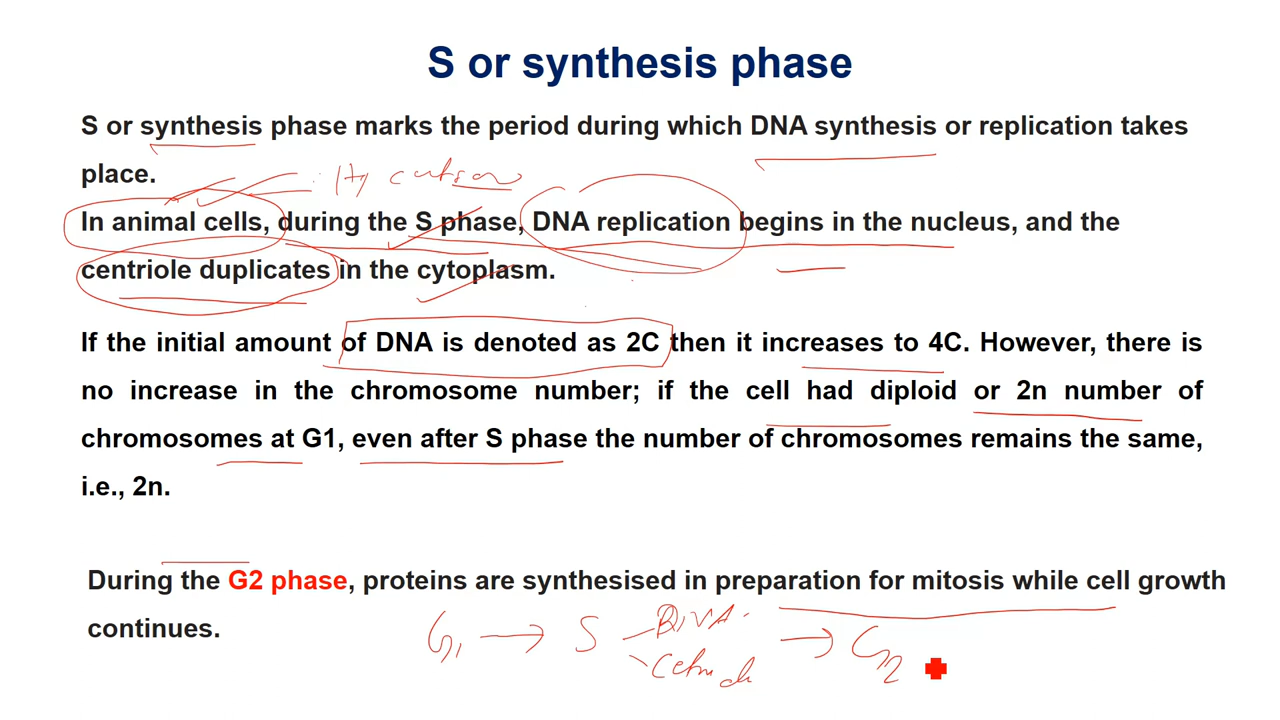 S or synthesis phase
S or synthesis phase marks the period during which DNA synthesis or replication takes
place.
In animal cells, during the S phase, DNA replication begins in the nucleus, and the
centriole duplicates in the cytoplasm.
If the initial amount of DNA is denoted as 2C then it increases to 4C. However, there is
no increase in the chromosome number; if the cell had diploid or 2n number of
chromosomes at G1, even after S phase the number of chromosomes remains the same,
i.e., 2n.
During the G2 phase, proteins are synthesised in preparation for mitosis while cell growth
continues.
G1 → S DNA → G2